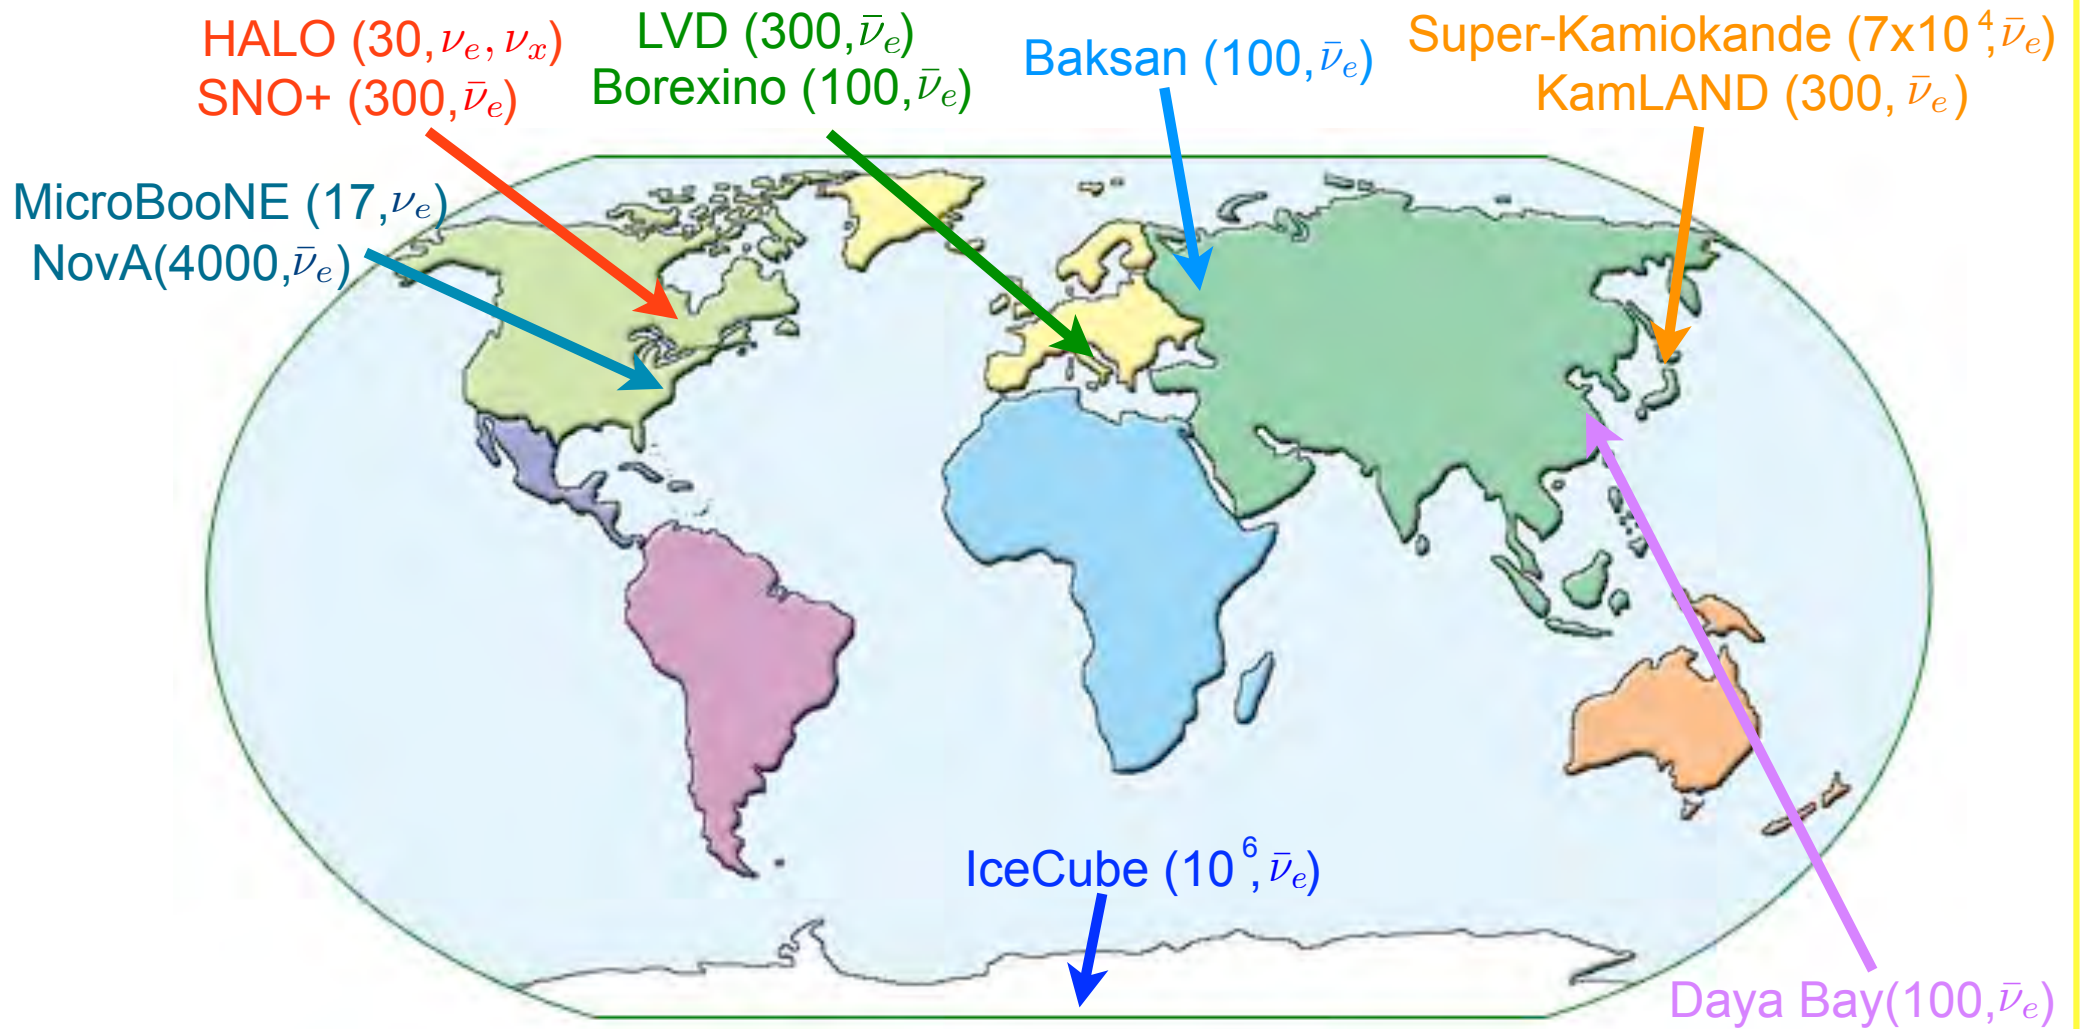 HALO (30, νₑ, νₓ)
SNO+ (300, ν̄ₑ)
LVD (300, ν̄ₑ)
Borexino (100, ν̄ₑ)
Baksan (100, ν̄ₑ)
Super-Kamiokande (7x10⁴, ν̄ₑ)
KamLAND (300, ν̄ₑ)
MicroBooNE (17, νₑ)
NovA(4000, ν̄ₑ)
IceCube (10⁶, ν̄ₑ)
Daya Bay(100, ν̄ₑ)